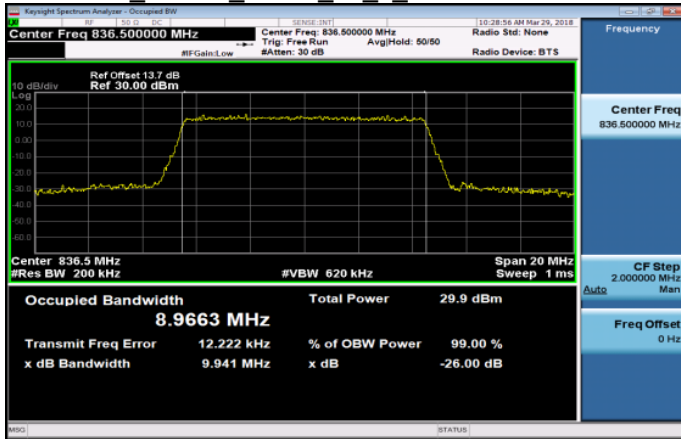 Keysight Spectrum Analyzer - Occupied BW
RF 50 Ω DC SENSE:INT 10:28:56 AM Mar 29, 2018
Center Freq 836.500000 MHz
Center Freq: 836.500000 MHz
Radio Std: None
Trig: Free Run Avg|Hold: 50/50
#IFGain:Low #Atten: 30 dB Radio Device: BTS
Frequency
Ref Offset 13.7 dB
10 dB/div Ref 30.00 dBm
Log
20.0
10.0
0.00
-10.0
-20.0
-30.0
-40.0
-50.0
-60.0
Center 836.5 MHz Span 20 MHz
#Res BW 200 kHz #VBW 620 kHz Sweep 1 ms
Occupied Bandwidth Total Power 29.9 dBm
8.9663 MHz
Transmit Freq Error 12.222 kHz % of OBW Power 99.00 %
x dB Bandwidth 9.941 MHz x dB -26.00 dB
Center Freq
836.500000 MHz
CF Step
2.000000 MHz
Auto Man
Freq Offset
0 Hz
MSG STATUS